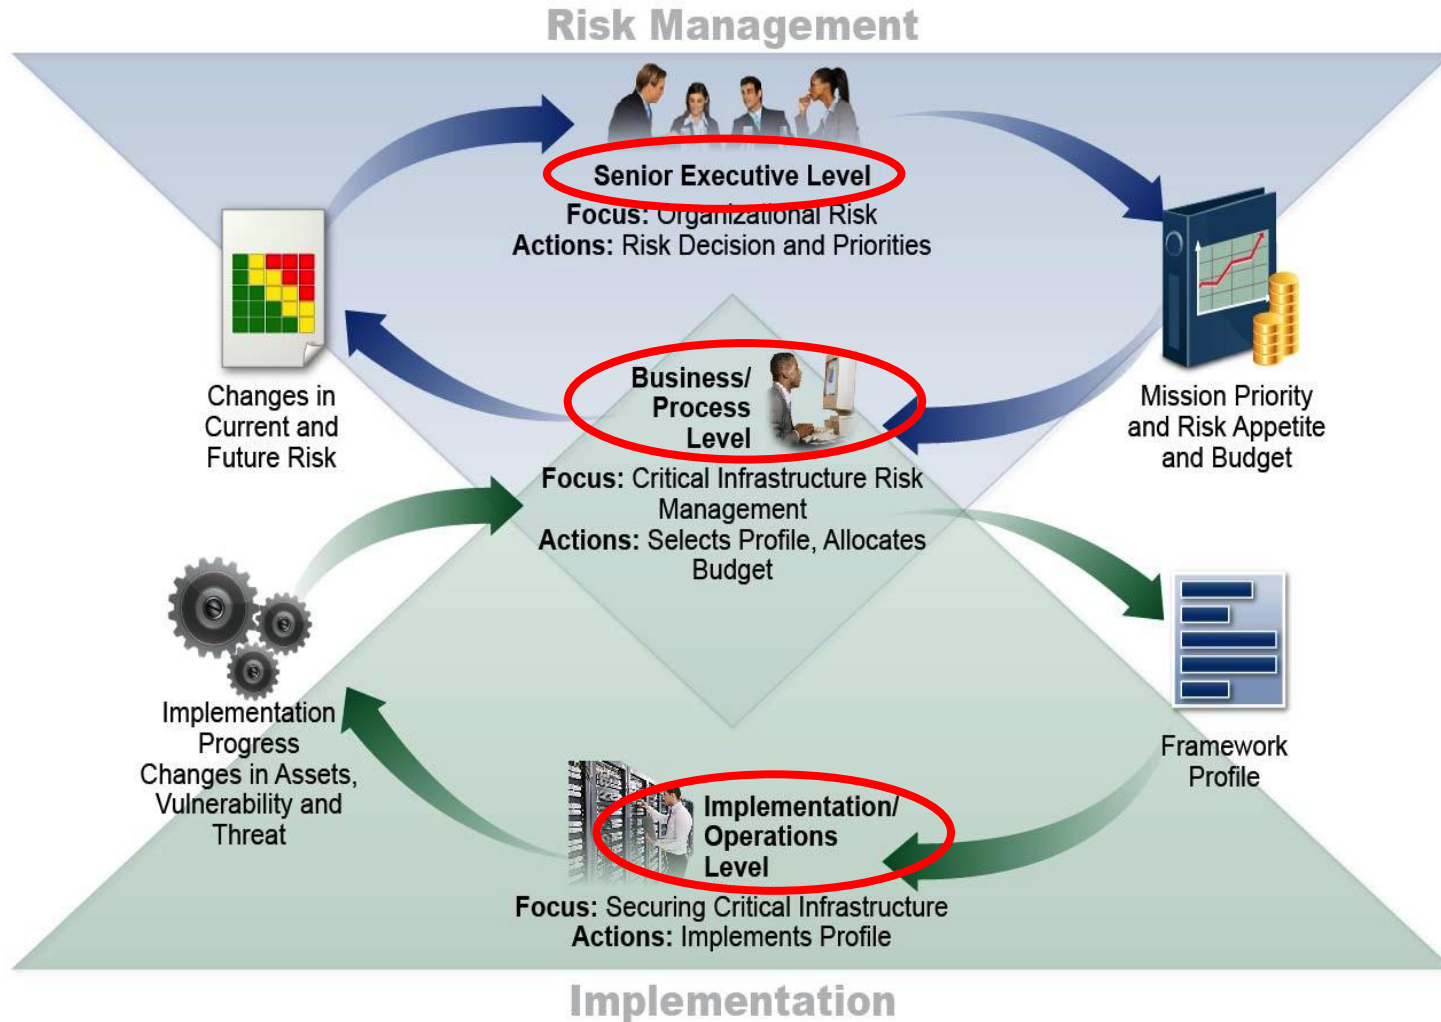 Risk Management
Senior Executive Level
Focus: Organizational Risk
Actions: Risk Decision and Priorities
Changes in
Current and
Future Risk
Business/
Process
Level
Mission Priority
and Risk Appetite
and Budget
Focus: Critical Infrastructure Risk
Management
Actions: Selects Profile, Allocates
Budget
Implementation
Progress
Changes in Assets,
Vulnerability and
Threat
Framework
Profile
Implementation/
Operations
Level
Focus: Securing Critical Infrastructure
Actions: Implements Profile
Implementation